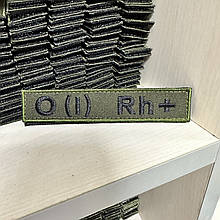 O (I) Rh+